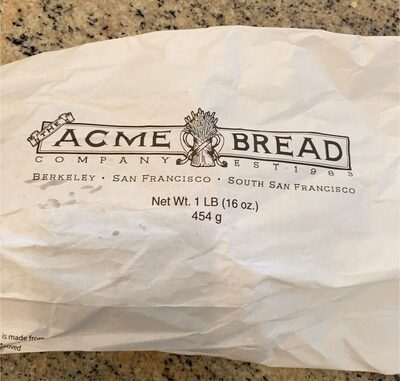 THE
ACME BREAD
COMPANY EST. 1983
BERKELEY • SAN FRANCISCO • SOUTH SAN FRANCISCO
Net Wt. 1 LB (16 oz.)
454 g
is made from